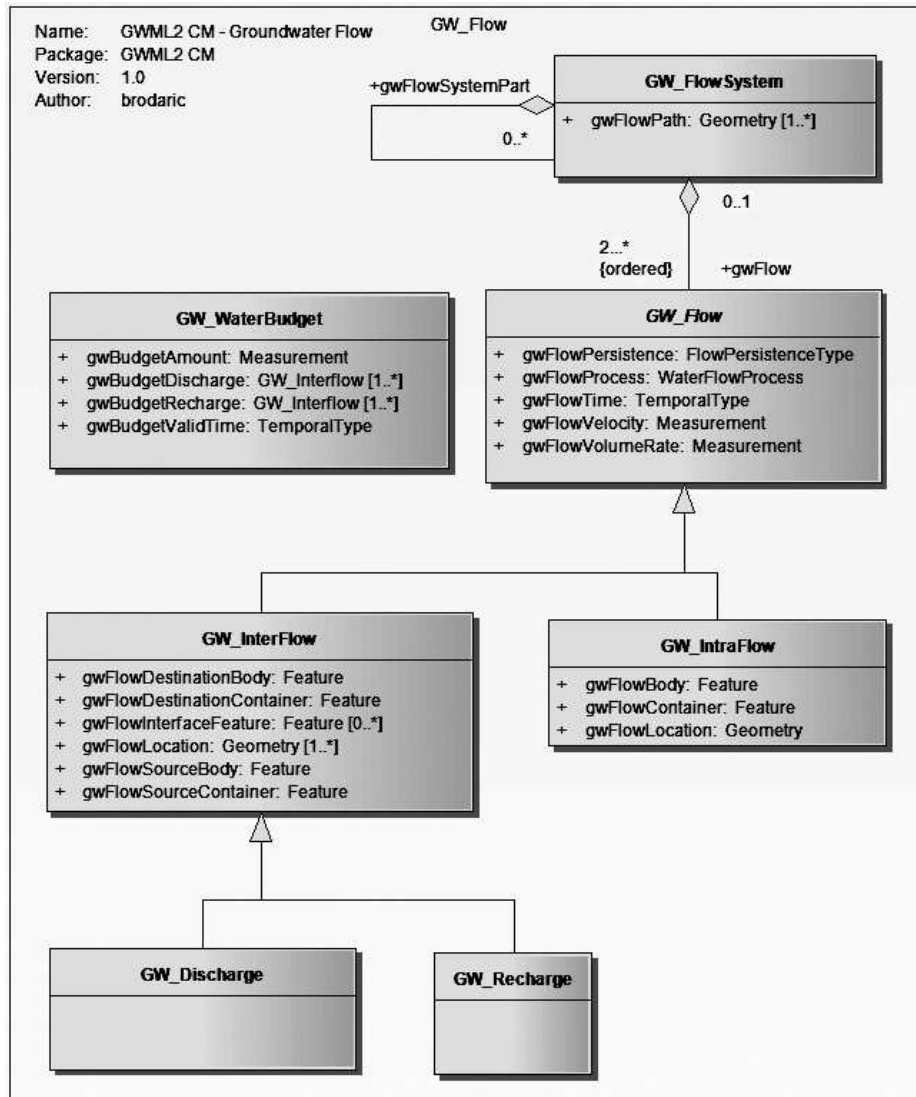 GW_Flow
Name: GWML2 CM - Groundwater Flow
Package: GWML2 CM
Version: 1.0
Author: brodaric
+gwFlowSystemPart
0..*
GW_FlowSystem
+ gwFlowPath: Geometry [1..*]
0..1
2...*
{ordered}
+gwFlow
GW_WaterBudget
+ gwBudgetAmount: Measurement
+ gwBudgetDischarge: GW_Interflow [1..*]
+ gwBudgetRecharge: GW_Interflow [1..*]
+ gwBudgetValidTime: TemporalType
GW_Flow
+ gwFlowPersistence: FlowPersistenceType
+ gwFlowProcess: WaterFlowProcess
+ gwFlowTime: TemporalType
+ gwFlowVelocity: Measurement
+ gwFlowVolumeRate: Measurement
GW_InterFlow
+ gwFlowDestinationBody: Feature
+ gwFlowDestinationContainer: Feature
+ gwFlowInterfaceFeature: Feature [0..*]
+ gwFlowLocation: Geometry [1..*]
+ gwFlowSourceBody: Feature
+ gwFlowSourceContainer: Feature
GW_IntraFlow
+ gwFlowBody: Feature
+ gwFlowContainer: Feature
+ gwFlowLocation: Geometry
GW_Discharge
GW_Recharge